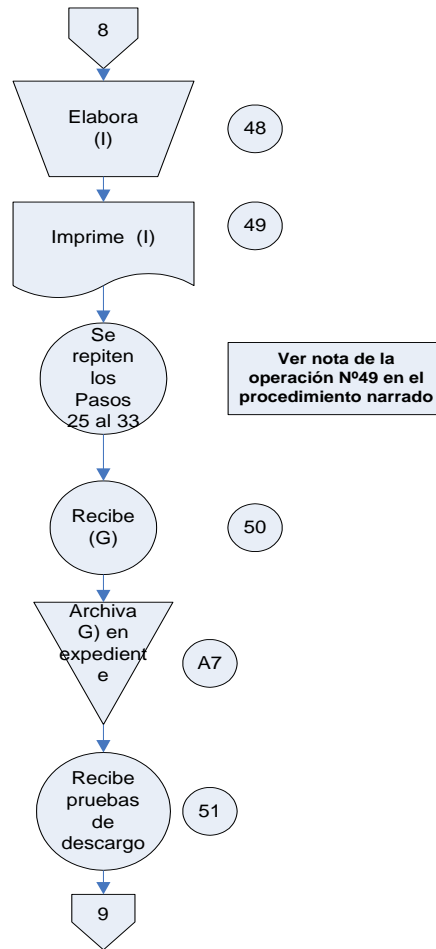 8
Elabora
(I)
48
Imprime (I)
49
Se
repiten
los
Pasos
25 al 33
Ver nota de la
operación Nº49 en el
procedimiento narrado
Recibe
(G)
50
Archiva
G) en
expedient
e
A7
Recibe
pruebas
de
descargo
51
9